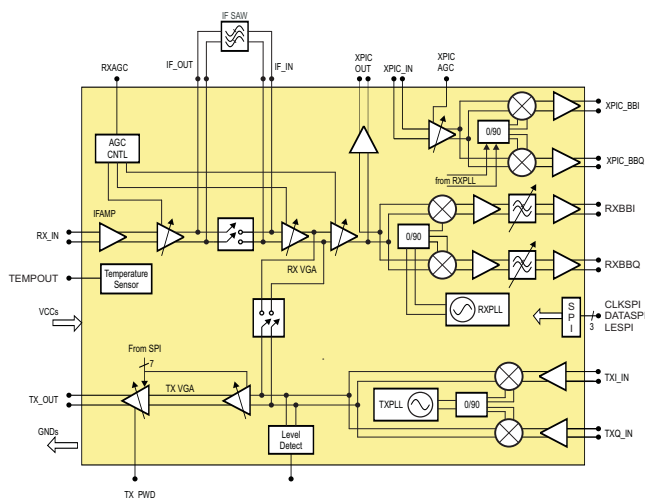 IF SAW
RXAGC
IF_OUT
IF_IN
XPIC
OUT
XPIC_IN
XPIC
AGC
XPIC_BBI
AGC
CNTL
0/90
from RXPLL
XPIC_BBQ
IFAMP
RX_IN
RX VGA
0/90
RXBBI
RXBBQ
TEMPOUT
Temperature
Sensor
RXPLL
S
P
I
3
CLKSPI
DATASPI
LESPI
VCCs
From SPI
7
TX_OUT
TX VGA
TXPLL
0/90
TXI_IN
TXQ_IN
GNDs
Level
Detect
TX_PWD